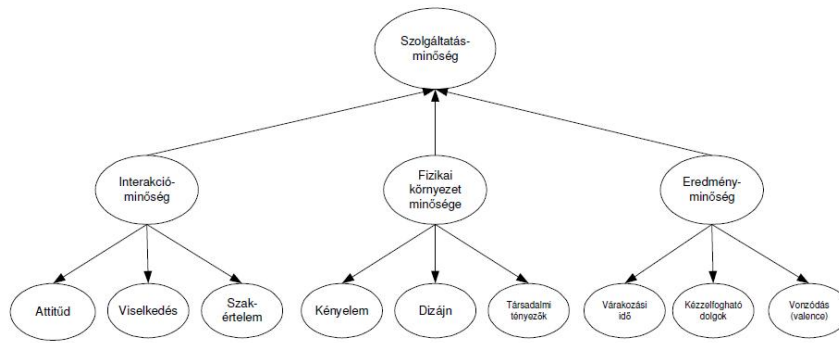 Szolgáltatás-
minőség
Interakció-
minőség
Fizikai
környezet
minősége
Eredmény-
minőség
Attitűd
Viselkedés
Szak-
értelem
Kényelem
Dizájn
Társadalmi
tényezők
Várakozási
idő
Kézzelfogható
dolgok
Vonzódás
(valence)